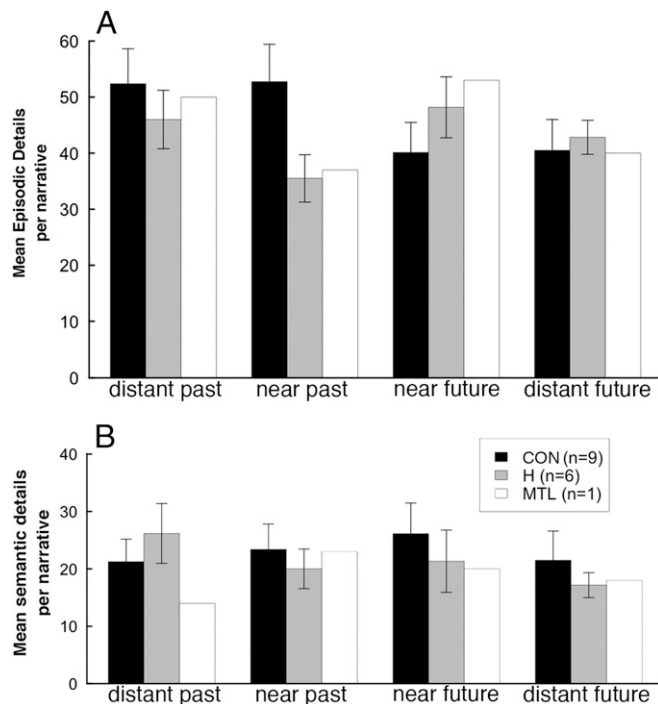 A
Mean Episodic Details
per narrative
60
50
40
30
20
10
0
distant past near past near future distant future
B
Mean semantic details
per narrative
40
30
20
10
0
CON (n=9)
H (n=6)
MTL (n=1)
distant past near past near future distant future